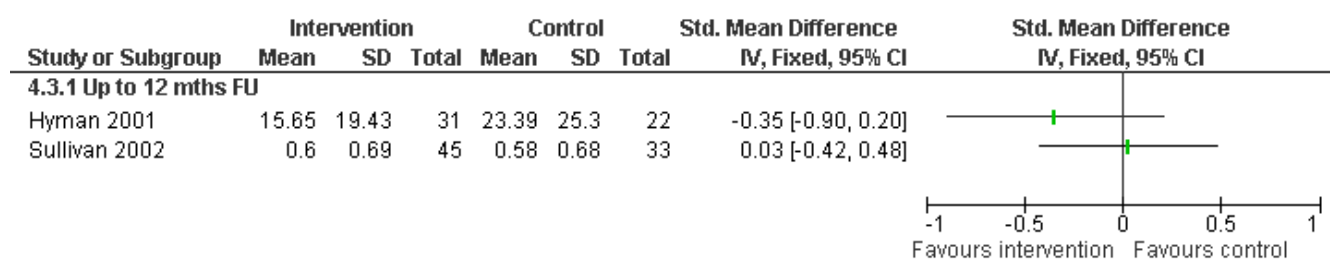 Intervention Control Std. Mean Difference Std. Mean Difference
Study or Subgroup Mean SD Total Mean SD Total IV, Fixed, 95% CI IV, Fixed, 95% CI
4.3.1 Up to 12 mths FU
Hyman 2001 15.65 19.43 31 23.39 25.3 22 -0.35 [-0.90, 0.20]
Sullivan 2002 0.6 0.69 45 0.58 0.68 33 0.03 [-0.42, 0.48]
-1 -0.5 0 0.5 1
Favours intervention Favours control